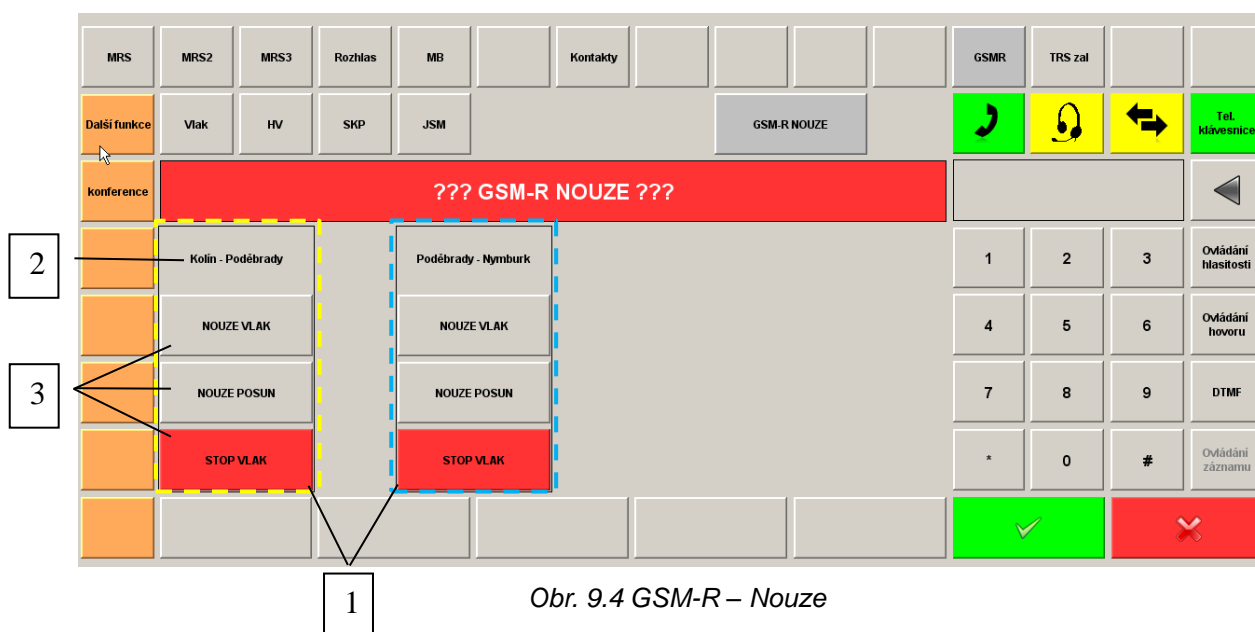 MRS MRS2 MRS3 Rozhlas MB Kontakty GSMR TRS zal
Další funkce Vlak HV SKP JSM GSM-R NOUZE Tel.
klávesnice
konference ??? GSM-R NOUZE ???
2 Kolín - Poděbrady Poděbrady - Nymburk 1 2 3 Ovládání
hlasitosti
NOUZE VLAK NOUZE VLAK 4 5 6 Ovládání
hovoru
3 NOUZE POSUN NOUZE POSUN 7 8 9 DTMF
STOP VLAK STOP VLAK * 0 # Ovládání
záznamu
1
Obr. 9.4 GSM-R – Nouze